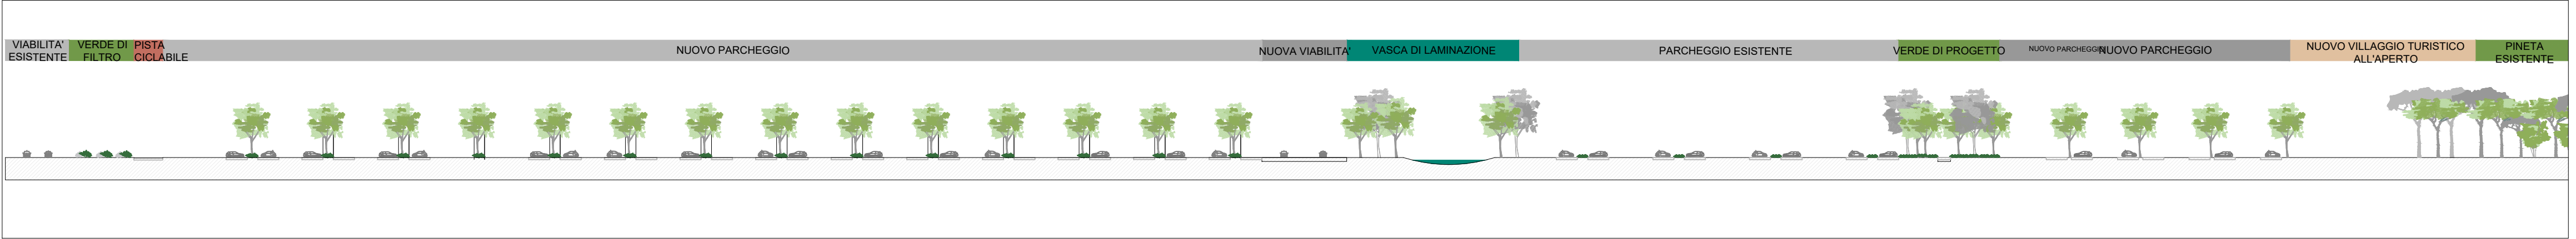 VIABILITA'
ESISTENTE
VERDE DI
FILTRO
PISTA
CICLABILE
NUOVO PARCHEGGIO
NUOVA VIABILITA'
VASCA DI LAMINAZIONE
PARCHEGGIO ESISTENTE
VERDE DI PROGETTO
NUOVO PARCHEGGIO
NUOVO PARCHEGGIO
NUOVO VILLAGGIO TURISTICO
ALL'APERTO
PINETA
ESISTENTE